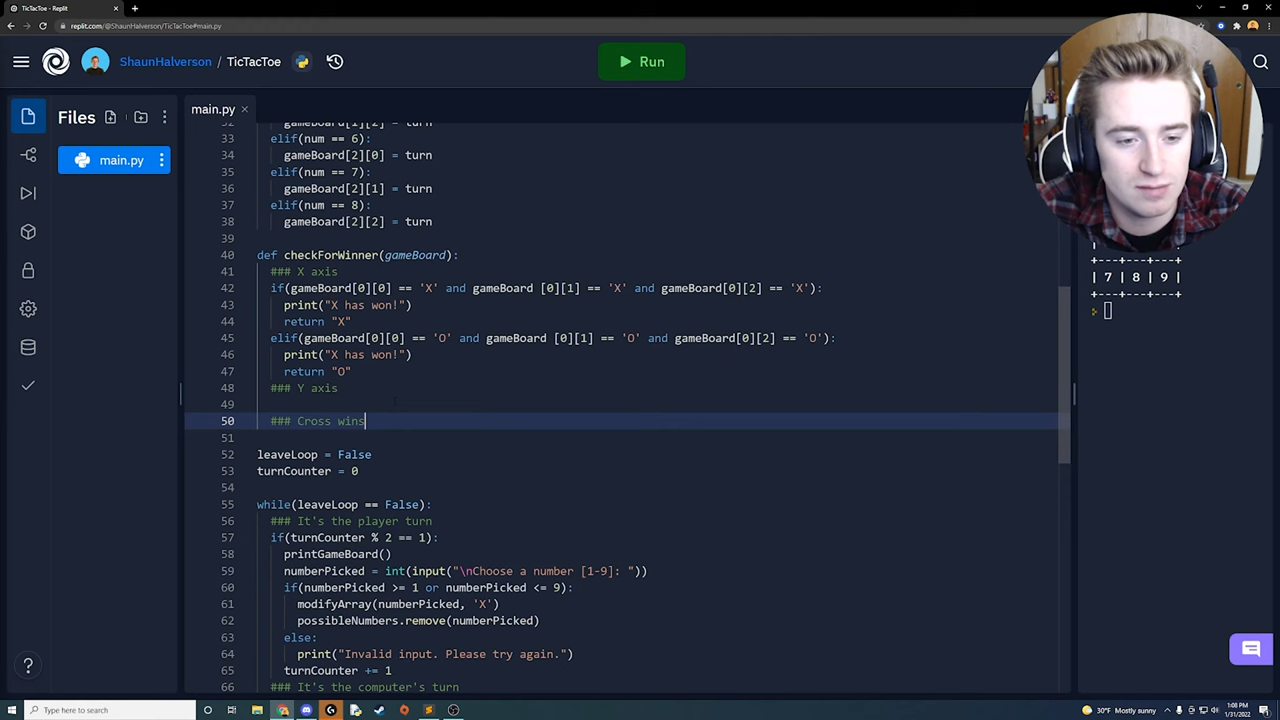 TicTacToe - Replit
replit.com/@ShaunHalverson/TicTacToe#main.py
ShaunHalverson / TicTacToe
Run
Files
main.py
main.py
32 gameBoard[1][2] = turn
33 elif(num == 6):
34 gameBoard[2][0] = turn
35 elif(num == 7):
36 gameBoard[2][1] = turn
37 elif(num == 8):
38 gameBoard[2][2] = turn
39
40 def checkForWinner(gameBoard):
41 ### X axis
42 if(gameBoard[0][0] == 'X' and gameBoard [0][1] == 'X' and gameBoard[0][2] == 'X'):
43 print("X has won!")
44 return "X"
45 elif(gameBoard[0][0] == 'O' and gameBoard [0][1] == 'O' and gameBoard[0][2] == 'O'):
46 print("X has won!")
47 return "O"
48 ### Y axis
49
50 ### Cross wins
51
52 leaveLoop = False
53 turnCounter = 0
54
55 while(leaveLoop == False):
56 ### It's the player turn
57 if(turnCounter % 2 == 1):
58 printGameBoard()
59 numberPicked = int(input("\nChoose a number [1-9]: "))
60 if(numberPicked >= 1 or numberPicked <= 9):
61 modifyArray(numberPicked, 'X')
62 possibleNumbers.remove(numberPicked)
63 else:
64 print("Invalid input. Please try again.")
65 turnCounter += 1
66 ### It's the computer's turn
+---+---+---+
| 7 | 8 | 9 |
+---+---+---+
Type here to search
30°F Mostly sunny
1:08 PM
1/31/2022